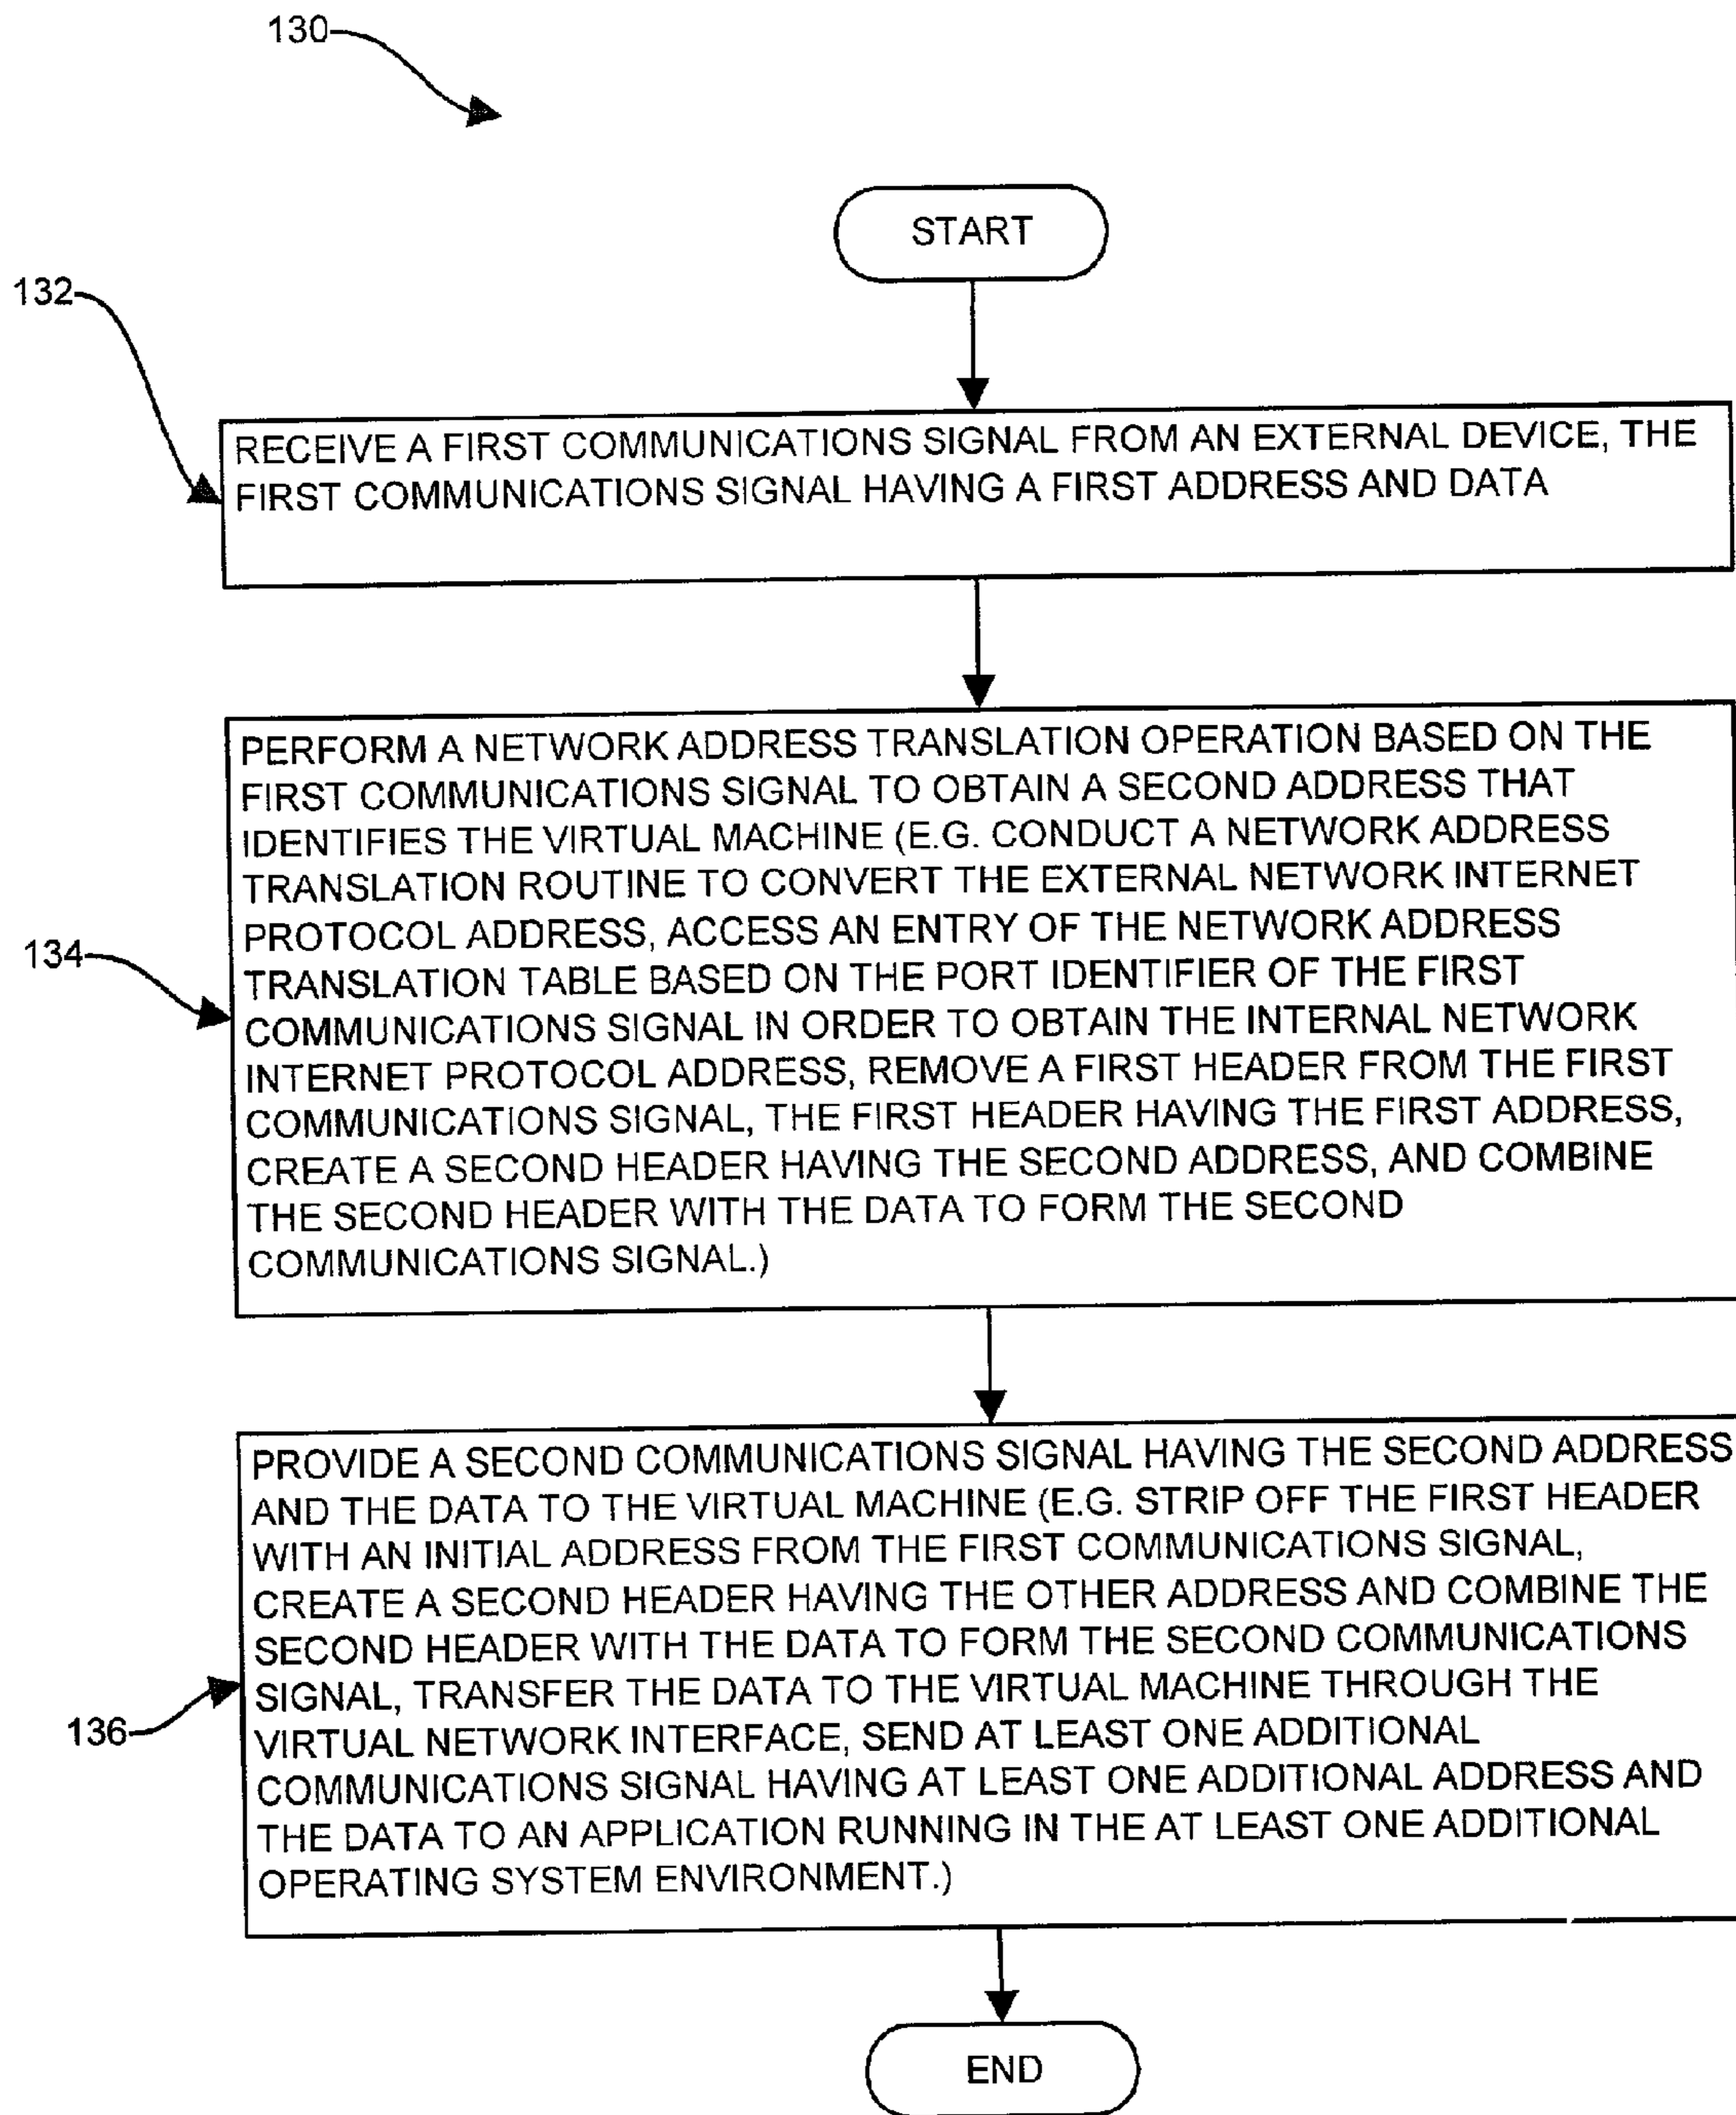 130
START
132
RECEIVE A FIRST COMMUNICATIONS SIGNAL FROM AN EXTERNAL DEVICE, THE
FIRST COMMUNICATIONS SIGNAL HAVING A FIRST ADDRESS AND DATA
PERFORM A NETWORK ADDRESS TRANSLATION OPERATION BASED ON THE
FIRST COMMUNICATIONS SIGNAL TO OBTAIN A SECOND ADDRESS THAT
IDENTIFIES THE VIRTUAL MACHINE (E.G. CONDUCT A NETWORK ADDRESS
TRANSLATION ROUTINE TO CONVERT THE EXTERNAL NETWORK INTERNET
PROTOCOL ADDRESS, ACCESS AN ENTRY OF THE NETWORK ADDRESS
134
TRANSLATION TABLE BASED ON THE PORT IDENTIFIER OF THE FIRST
COMMUNICATIONS SIGNAL IN ORDER TO OBTAIN THE INTERNAL NETWORK
INTERNET PROTOCOL ADDRESS, REMOVE A FIRST HEADER FROM THE FIRST
COMMUNICATIONS SIGNAL, THE FIRST HEADER HAVING THE FIRST ADDRESS,
CREATE A SECOND HEADER HAVING THE SECOND ADDRESS, AND COMBINE
THE SECOND HEADER WITH THE DATA TO FORM THE SECOND
COMMUNICATIONS SIGNAL.)
PROVIDE A SECOND COMMUNICATIONS SIGNAL HAVING THE SECOND ADDRESS
AND THE DATA TO THE VIRTUAL MACHINE (E.G. STRIP OFF THE FIRST HEADER
WITH AN INITIAL ADDRESS FROM THE FIRST COMMUNICATIONS SIGNAL,
CREATE A SECOND HEADER HAVING THE OTHER ADDRESS AND COMBINE THE
SECOND HEADER WITH THE DATA TO FORM THE SECOND COMMUNICATIONS
SIGNAL, TRANSFER THE DATA TO THE VIRTUAL MACHINE THROUGH THE
136
VIRTUAL NETWORK INTERFACE, SEND AT LEAST ONE ADDITIONAL
COMMUNICATIONS SIGNAL HAVING AT LEAST ONE ADDITIONAL ADDRESS AND
THE DATA TO AN APPLICATION RUNNING IN THE AT LEAST ONE ADDITIONAL
OPERATING SYSTEM ENVIRONMENT.)
END